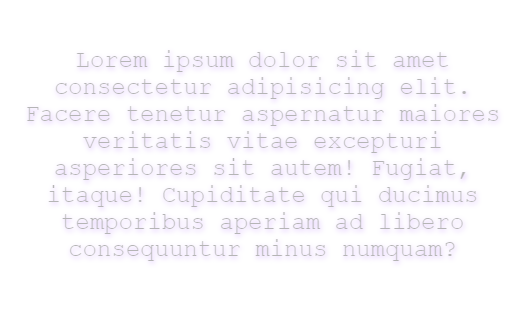 Lorem ipsum dolor sit amet
consectetur adipisicing elit.
Facere tenetur aspernatur maiores
veritatis vitae excepturi
asperiores sit autem! Fugiat,
itaque! Cupiditate qui ducimus
temporibus aperiam ad libero
consequuntur minus numquam?